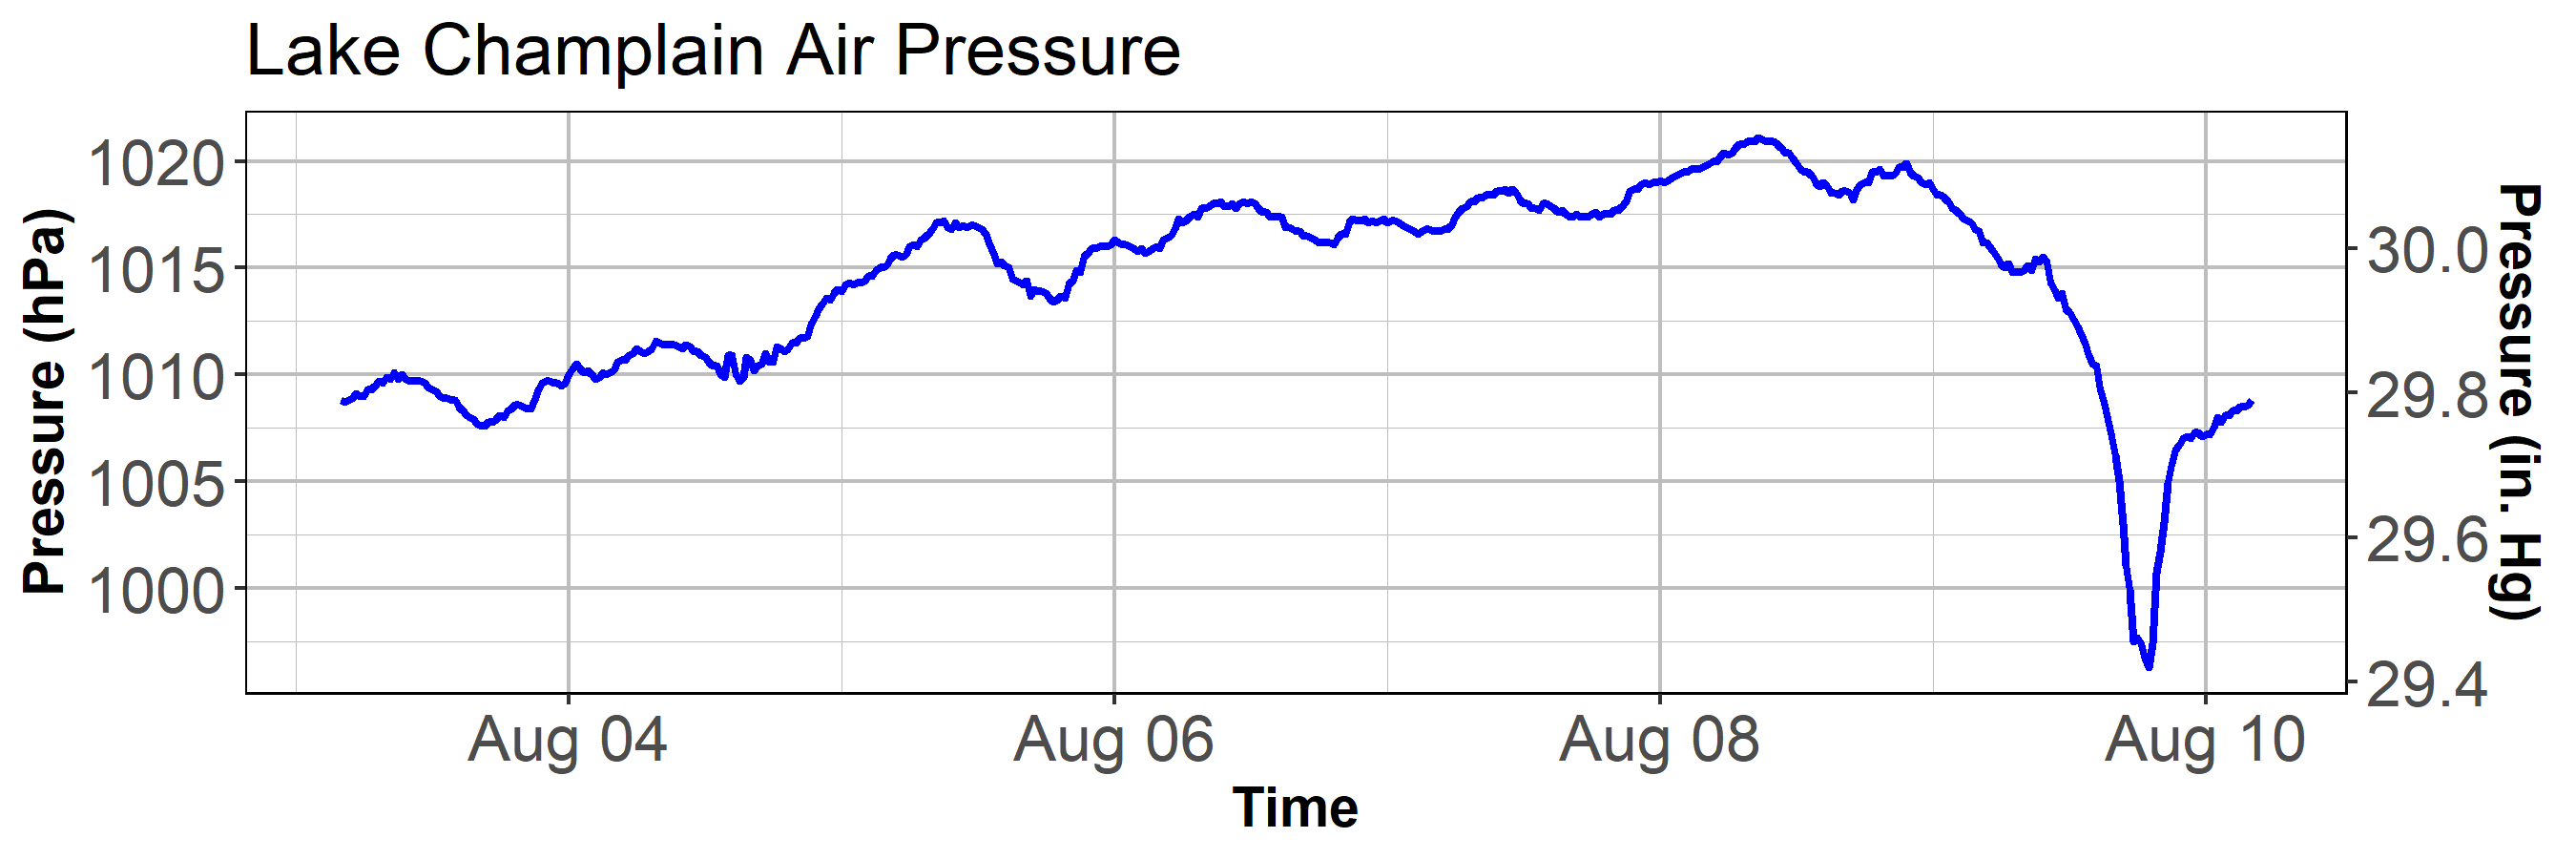 Lake Champlain Air Pressure
Pressure (hPa)
1020
1015
1010
1005
1000
Pressure (in. Hg)
30.0
29.8
29.6
29.4
Aug 04 Aug 06 Aug 08 Aug 10
Time